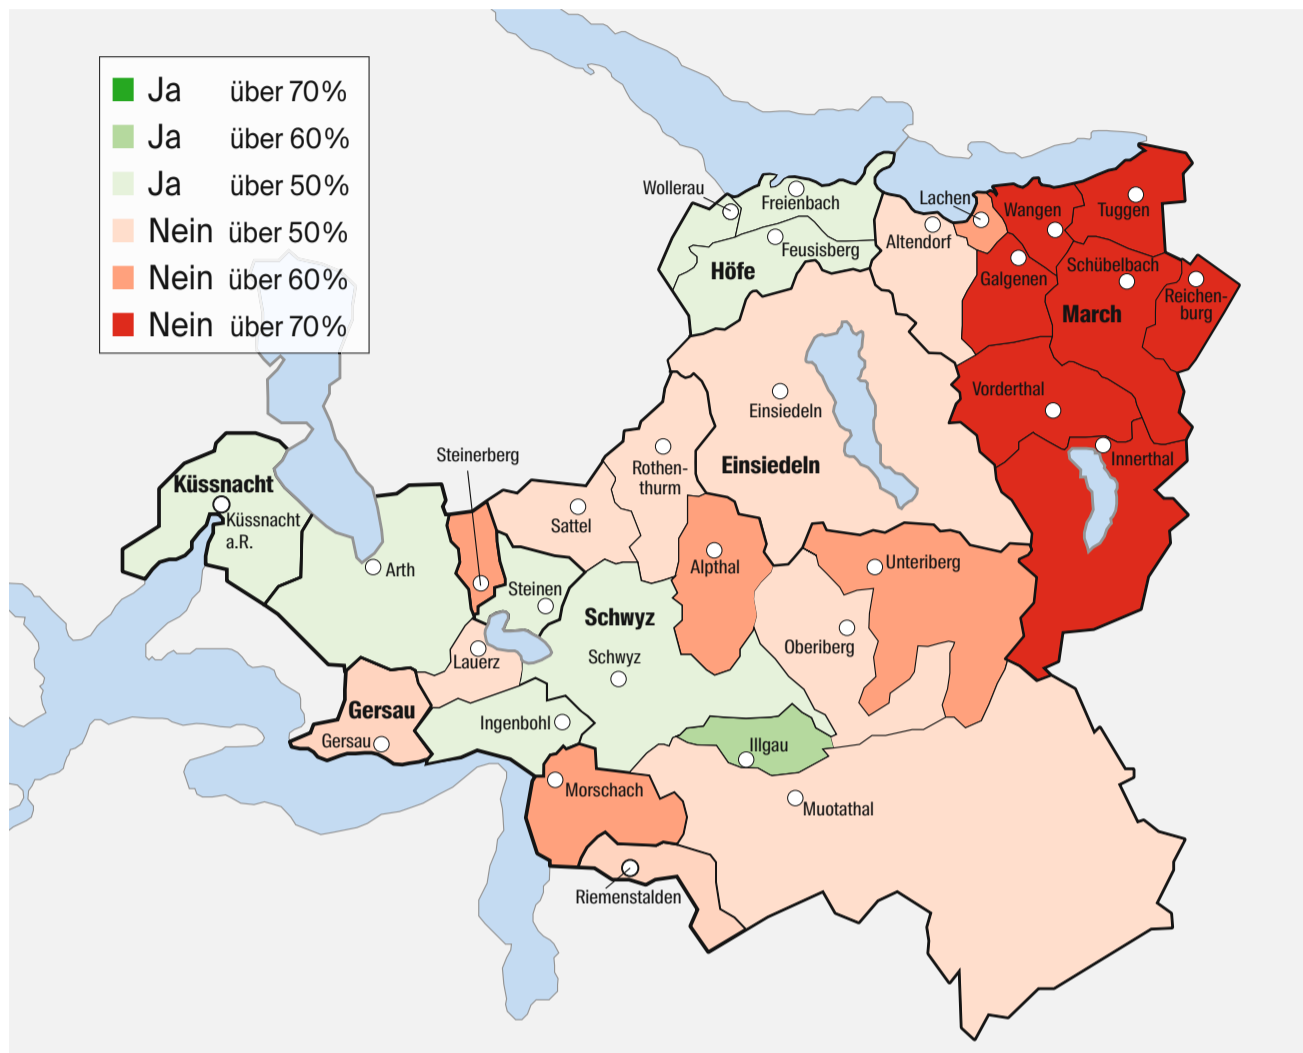 Ja über 70%
Ja über 60%
Ja über 50%
Nein über 50%
Nein über 60%
Nein über 70%
Wollerau
Freienbach
Feusisberg
Höfe
Lachen
Altendorf
Wangen
Tuggen
Galgenen
Schübelbach
March
Reichen-
burg
Vorderthal
Innerthal
Einsiedeln
Einsiedeln
Rothen-
thurm
Steinerberg
Sattel
Küssnacht
Küssnacht
a.R.
Arth
Steinen
Alpthal
Unteriberg
Schwyz
Schwyz
Oberiberg
Lauerz
Gersau
Gersau
Ingenbohl
Illgau
Morschach
Muotathal
Riemenstalden